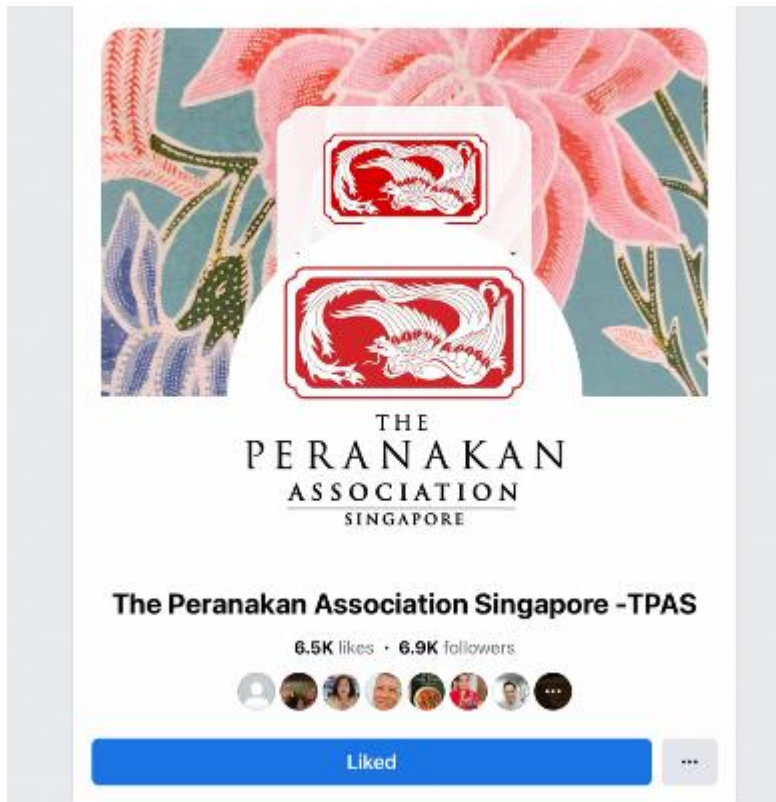 THE
PERANAKAN
ASSOCIATION
SINGAPORE
The Peranakan Association Singapore -TPAS
6.5K likes · 6.9K followers
Liked